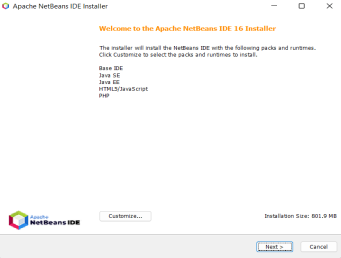 Apache NetBeans IDE Installer
Welcome to the Apache NetBeans IDE 16 Installer
The installer will install the NetBeans IDE with the following packs and runtimes.
Click Customize to select the packs and runtimes to install.
Base IDE
Java SE
Java EE
HTML5/JavaScript
PHP
Apache
NetBeans IDE
Customize...
Installation Size: 801.9 MB
Next >
Cancel